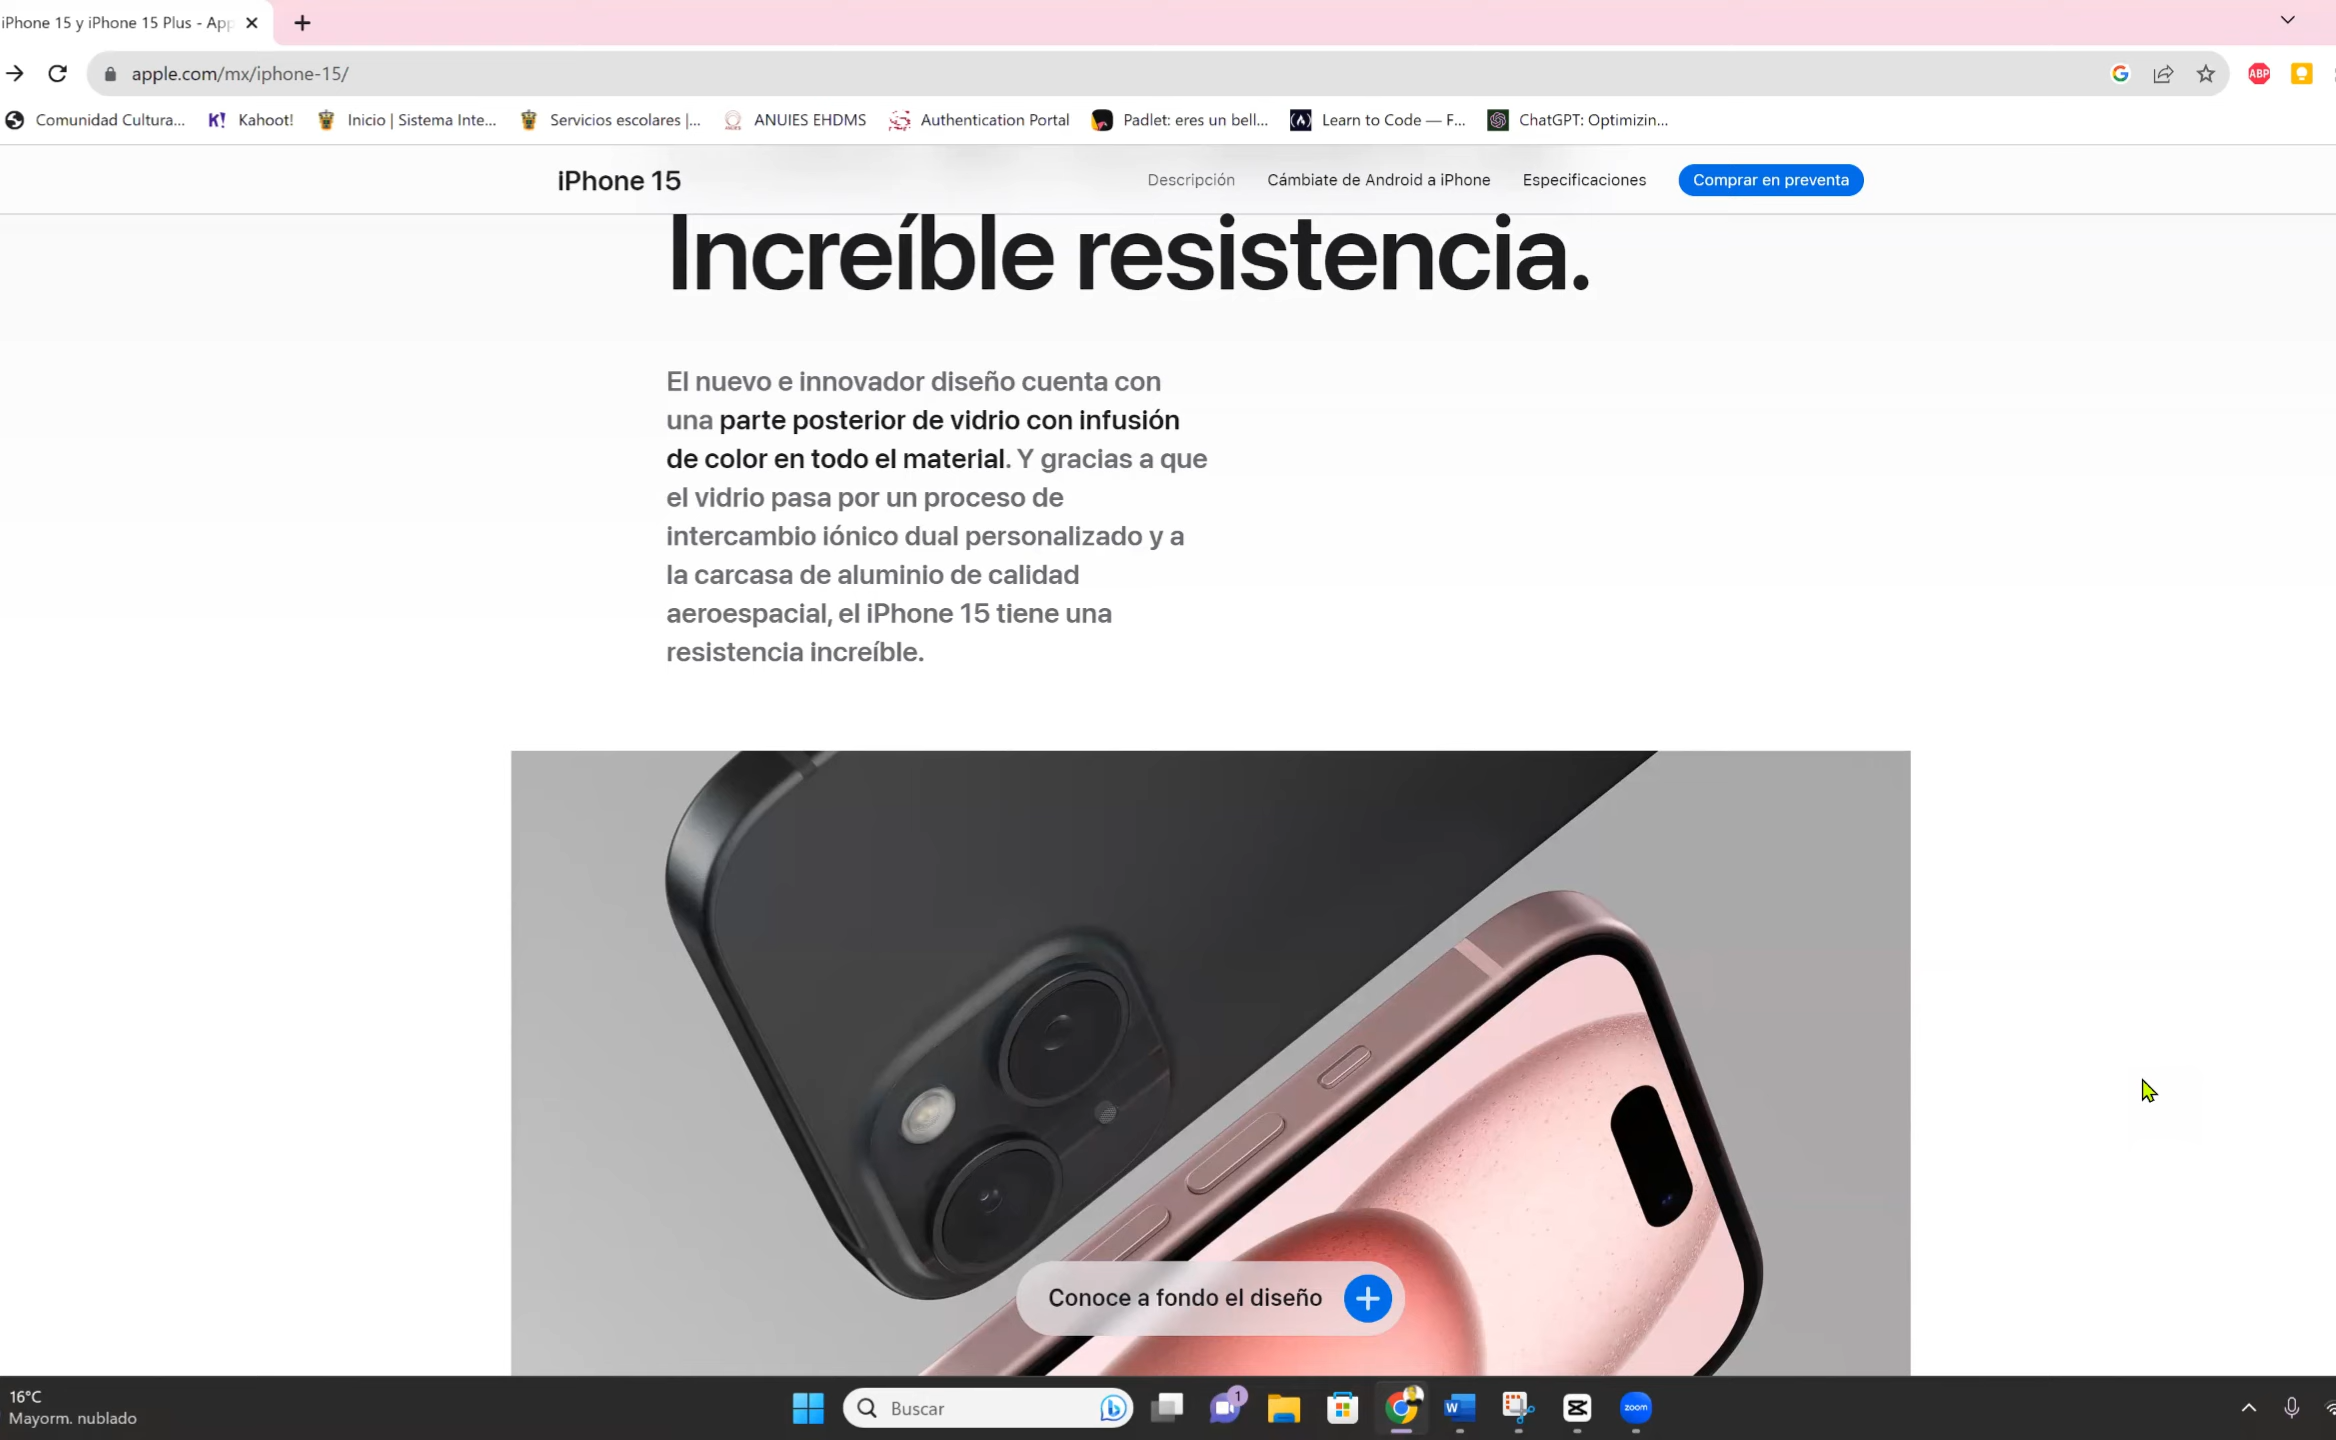 iPhone 15 y iPhone 15 Plus - App
apple.com/mx/iphone-15/
ABP
Comunidad Cultura...
K! Kahoot!
Inicio | Sistema Inte...
Servicios escolares |...
ANUIES EHDMS
Authentication Portal
Padlet: eres un bell...
Learn to Code — F...
ChatGPT: Optimizin...
iPhone 15
Descripción
Cámbiate de Android a iPhone
Especificaciones
Comprar en preventa
Increíble resistencia.
El nuevo e innovador diseño cuenta con
una parte posterior de vidrio con infusión
de color en todo el material. Y gracias a que
el vidrio pasa por un proceso de
intercambio iónico dual personalizado y a
la carcasa de aluminio de calidad
aeroespacial, el iPhone 15 tiene una
resistencia increíble.
Conoce a fondo el diseño
16°C
Mayorm. nublado
Buscar
1
W
zoom